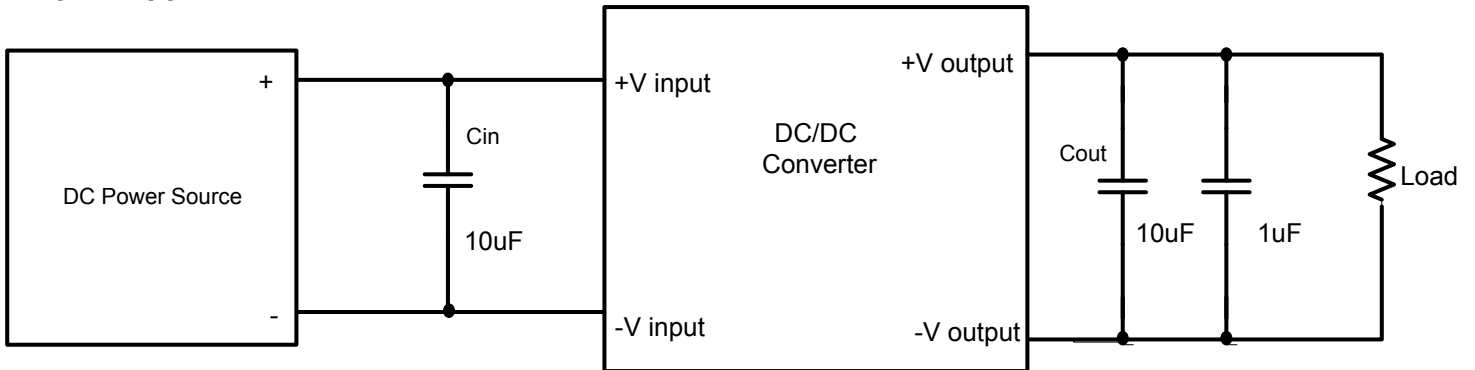 +
DC Power Source
-
Cin
10uF
+V input
-V input
DC/DC
Converter
+V output
-V output
Cout
10uF
1uF
Load